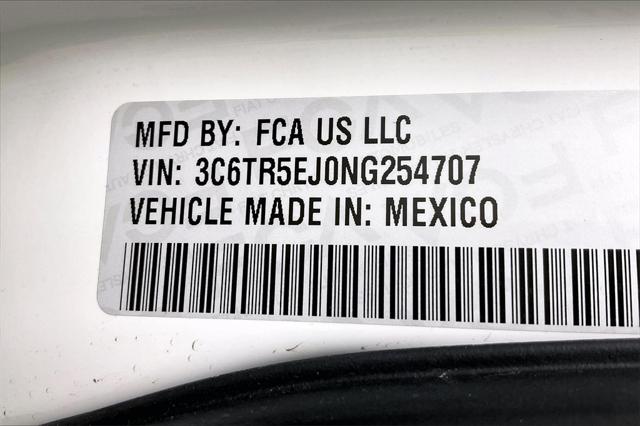 MFD BY: FCA US LLC
VIN: 3C6TR5EJ0NG254707
VEHICLE MADE IN: MEXICO